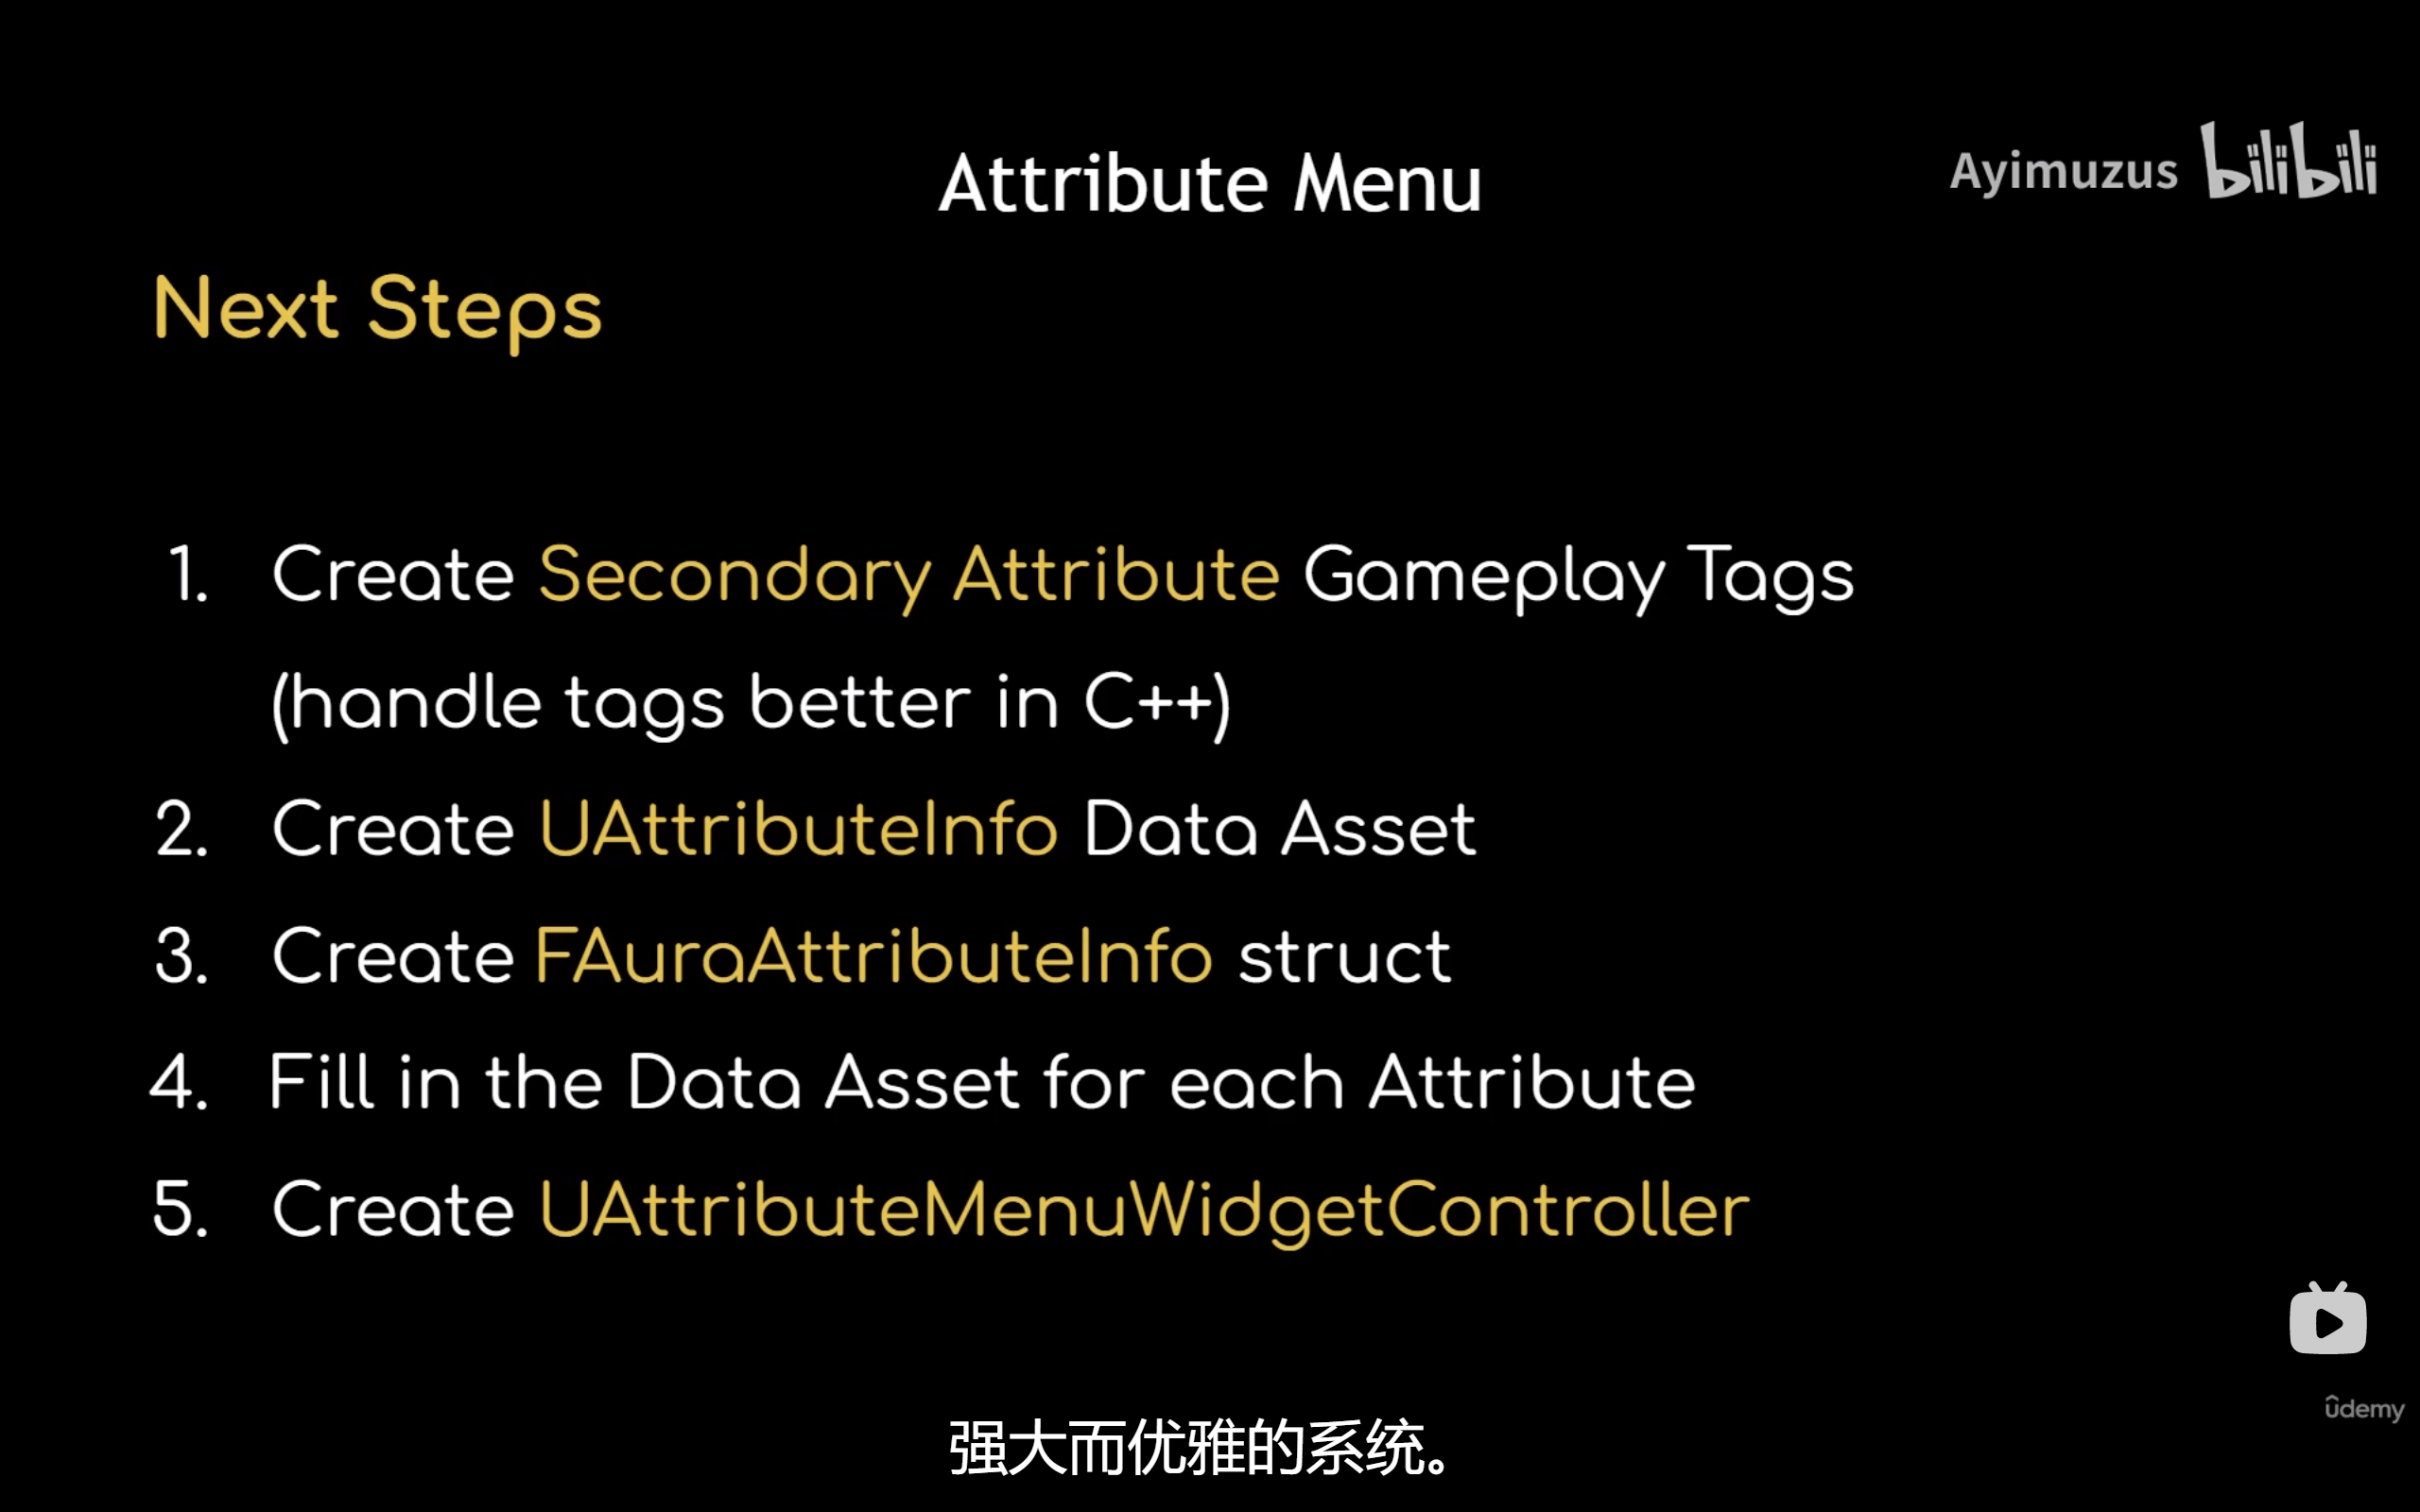 Attribute Menu
Ayimuzus bilibili
Next Steps
1. Create Secondary Attribute Gameplay Tags
(handle tags better in C++)
2. Create UAttributeInfo Data Asset
3. Create FAuraAttributeInfo struct
4. Fill in the Data Asset for each Attribute
5. Create UAttributeMenuWidgetController
ûdemy
强大而优雅的系统。